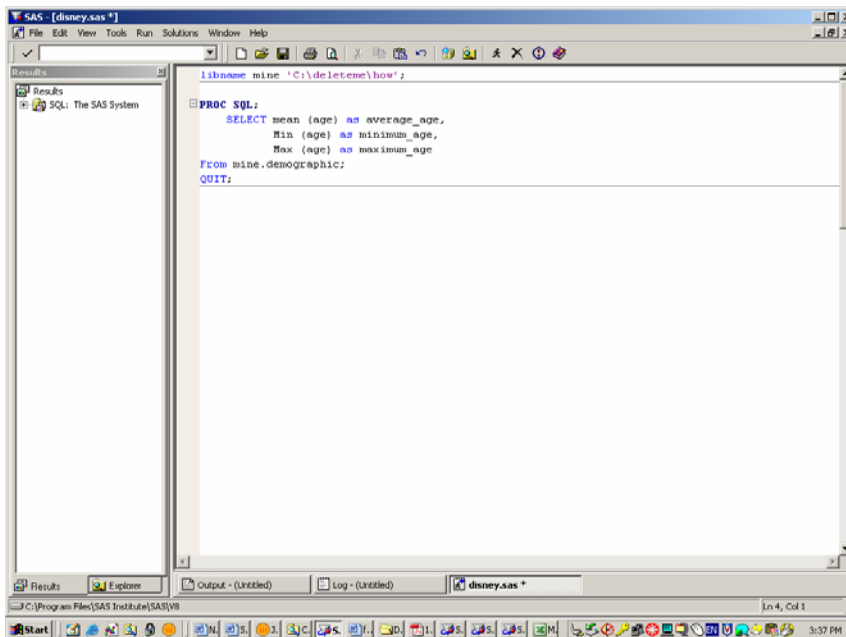 SAS - [disney.sas *]
File Edit View Tools Run Solutions Window Help
Results
Results
SQL: The SAS System
libname mine 'C:\deleteme\how';
PROC SQL;
SELECT mean (age) as average_age,
Min (age) as minimum_age,
Max (age) as maximum_age
From mine.demographic;
QUIT;
Results Explorer Output - (Untitled) Log - (Untitled) disney.sas *
C:\Program Files\SAS Institute\SAS\V8 Ln 4, Col 1
Start N. S. 3. C. S. f. D. 1. S. S. S. M EN 3:37 PM